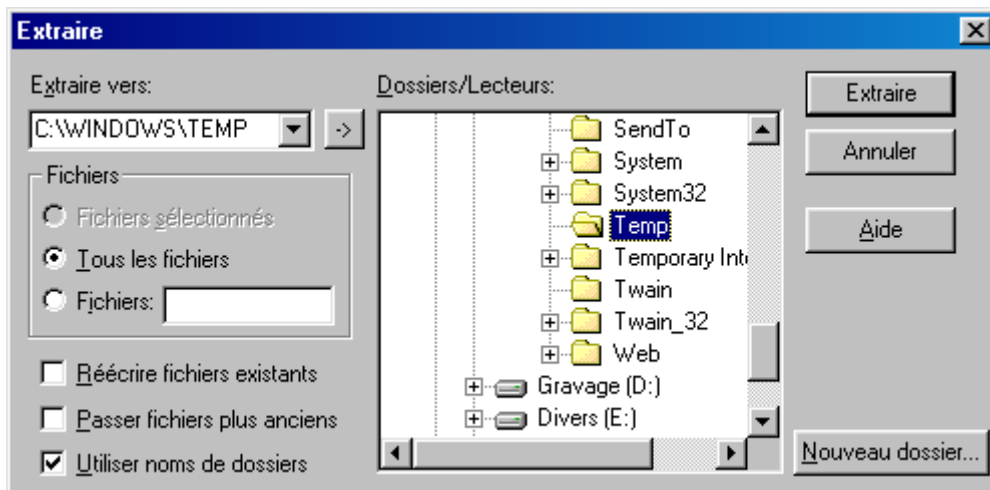 Extraire
Extraire vers:
C:\WINDOWS\TEMP
->
Fichiers
Fichiers sélectionnés
Tous les fichiers
Fichiers:
Réécrire fichiers existants
Passer fichiers plus anciens
Utiliser noms de dossiers
Dossiers/Lecteurs:
SendTo
System
System32
Temp
Temporary Int
Twain
Twain_32
Web
Gravage (D:)
Divers (E:)
Extraire
Annuler
Aide
Nouveau dossier...